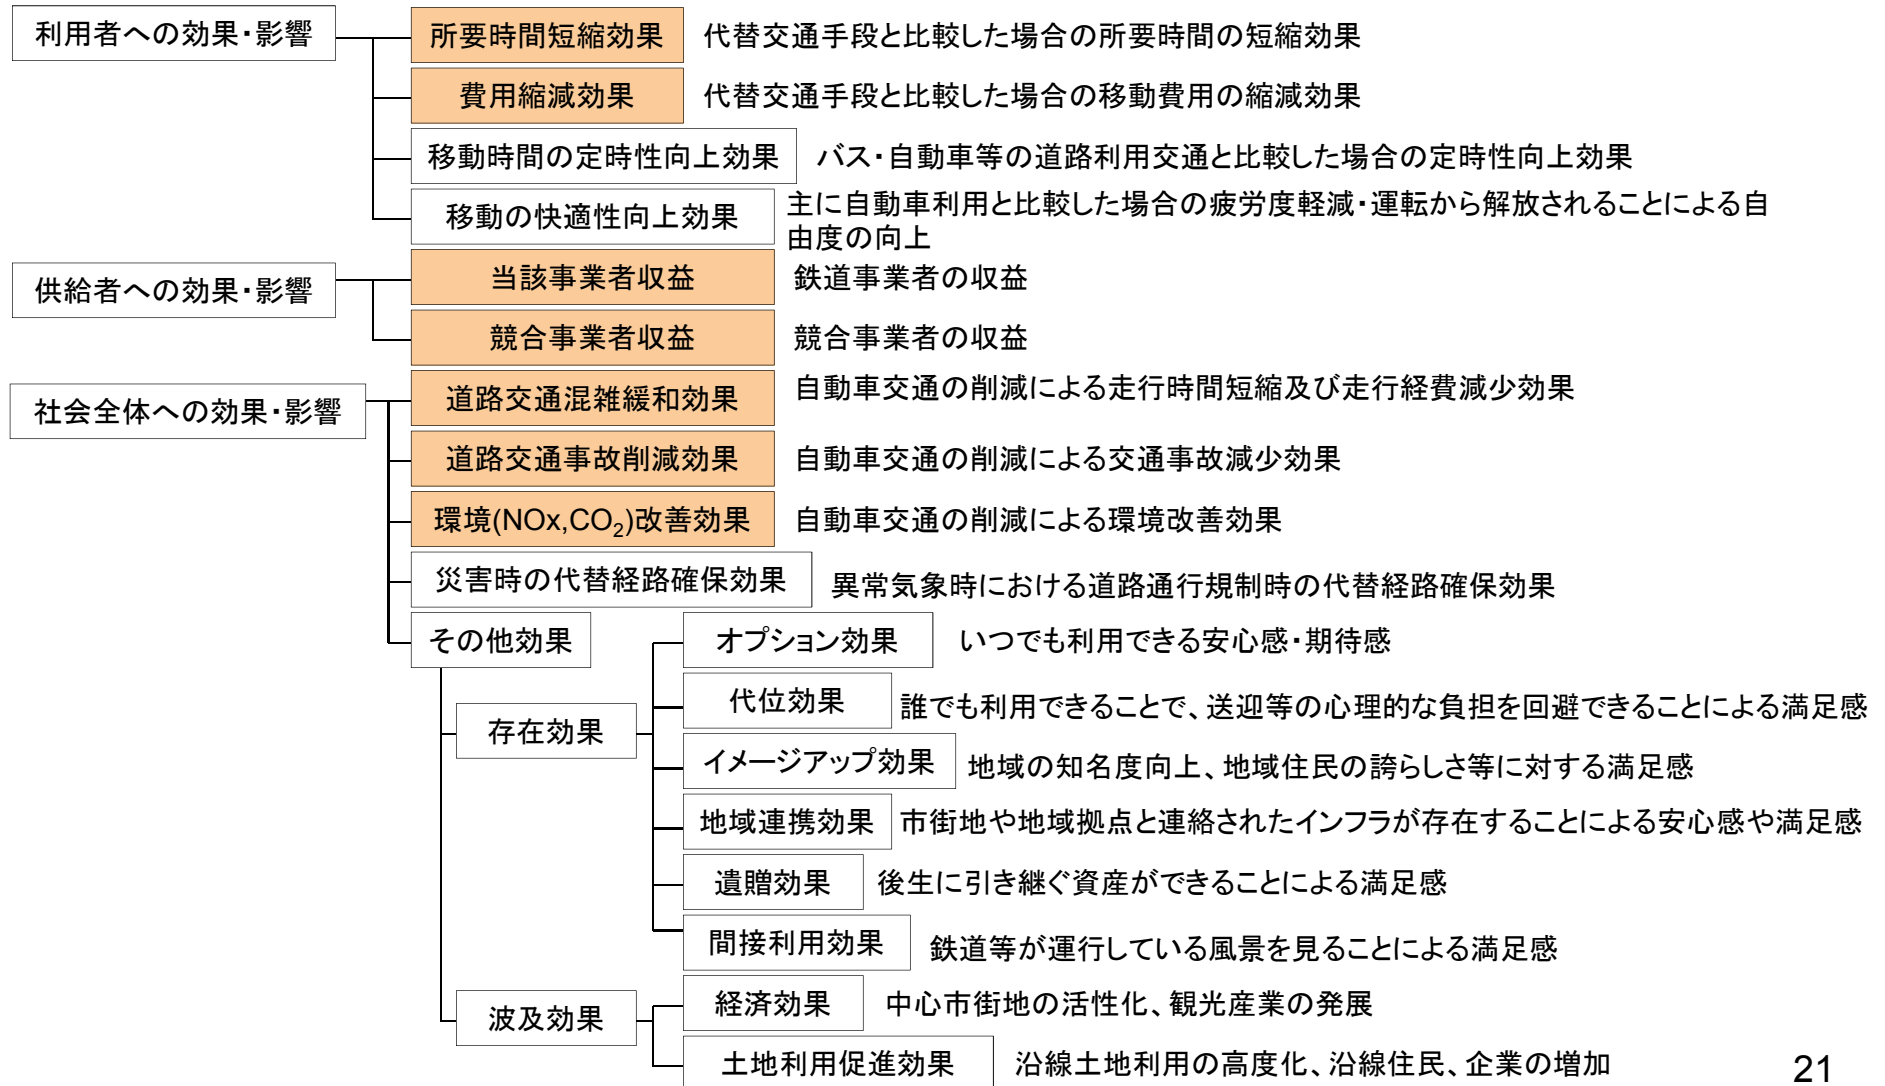 利用者への効果・影響
所要時間短縮効果 代替交通手段と比較した場合の所要時間の短縮効果
費用縮減効果 代替交通手段と比較した場合の移動費用の縮減効果
移動時間の定時性向上効果 バス・自動車等の道路利用交通と比較した場合の定時性向上効果
移動の快適性向上効果 主に自動車利用と比較した場合の疲労度軽減・運転から解放されることによる自
由度の向上
供給者への効果・影響
当該事業者収益 鉄道事業者の収益
競合事業者収益 競合事業者の収益
社会全体への効果・影響
道路交通混雑緩和効果 自動車交通の削減による走行時間短縮及び走行経費減少効果
道路交通事故削減効果 自動車交通の削減による交通事故減少効果
環境(NOx,CO₂)改善効果 自動車交通の削減による環境改善効果
災害時の代替経路確保効果 異常気象時における道路通行規制時の代替経路確保効果
その他効果
存在効果
オプション効果 いつでも利用できる安心感・期待感
代位効果 誰でも利用できることで、送迎等の心理的な負担を回避できることによる満足感
イメージアップ効果 地域の知名度向上、地域住民の誇らしさ等に対する満足感
地域連携効果 市街地や地域拠点と連絡されたインフラが存在することによる安心感や満足感
遺贈効果 後生に引き継ぐ資産ができることによる満足感
間接利用効果 鉄道等が運行している風景を見ることによる満足感
波及効果
経済効果 中心市街地の活性化、観光産業の発展
土地利用促進効果 沿線土地利用の高度化、沿線住民、企業の増加
21